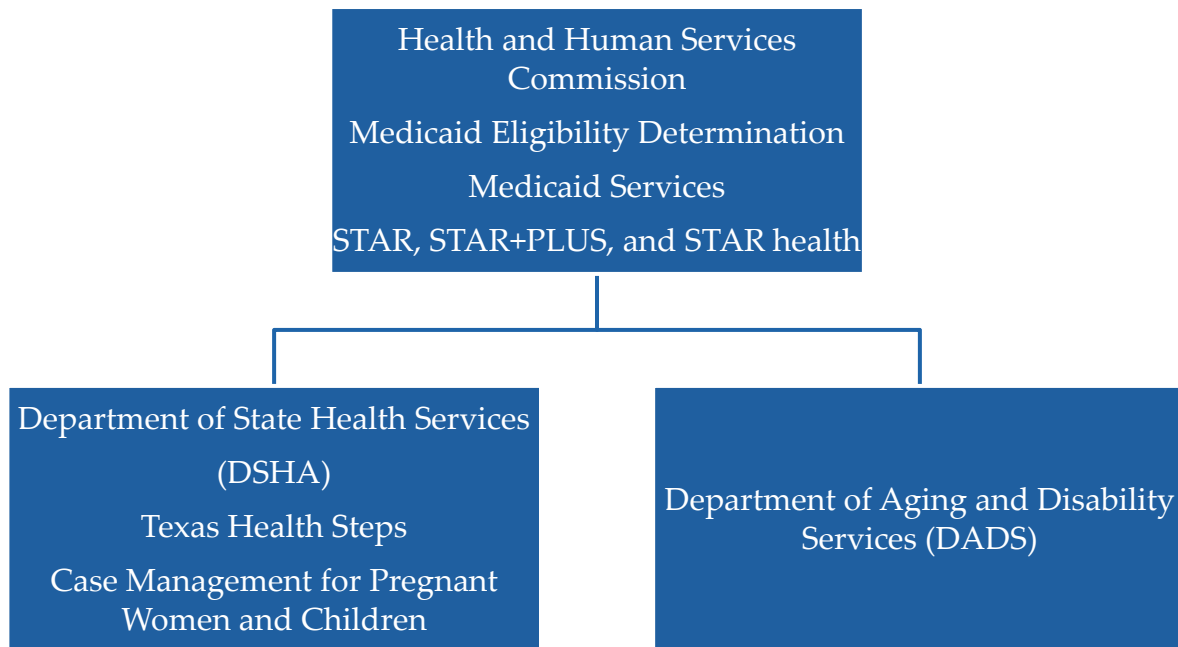 Health and Human Services
Commission
Medicaid Eligibility Determination
Medicaid Services
STAR, STAR+PLUS, and STAR health
Department of State Health Services
(DSHA)
Texas Health Steps
Case Management for Pregnant
Women and Children
Department of Aging and Disability
Services (DADS)